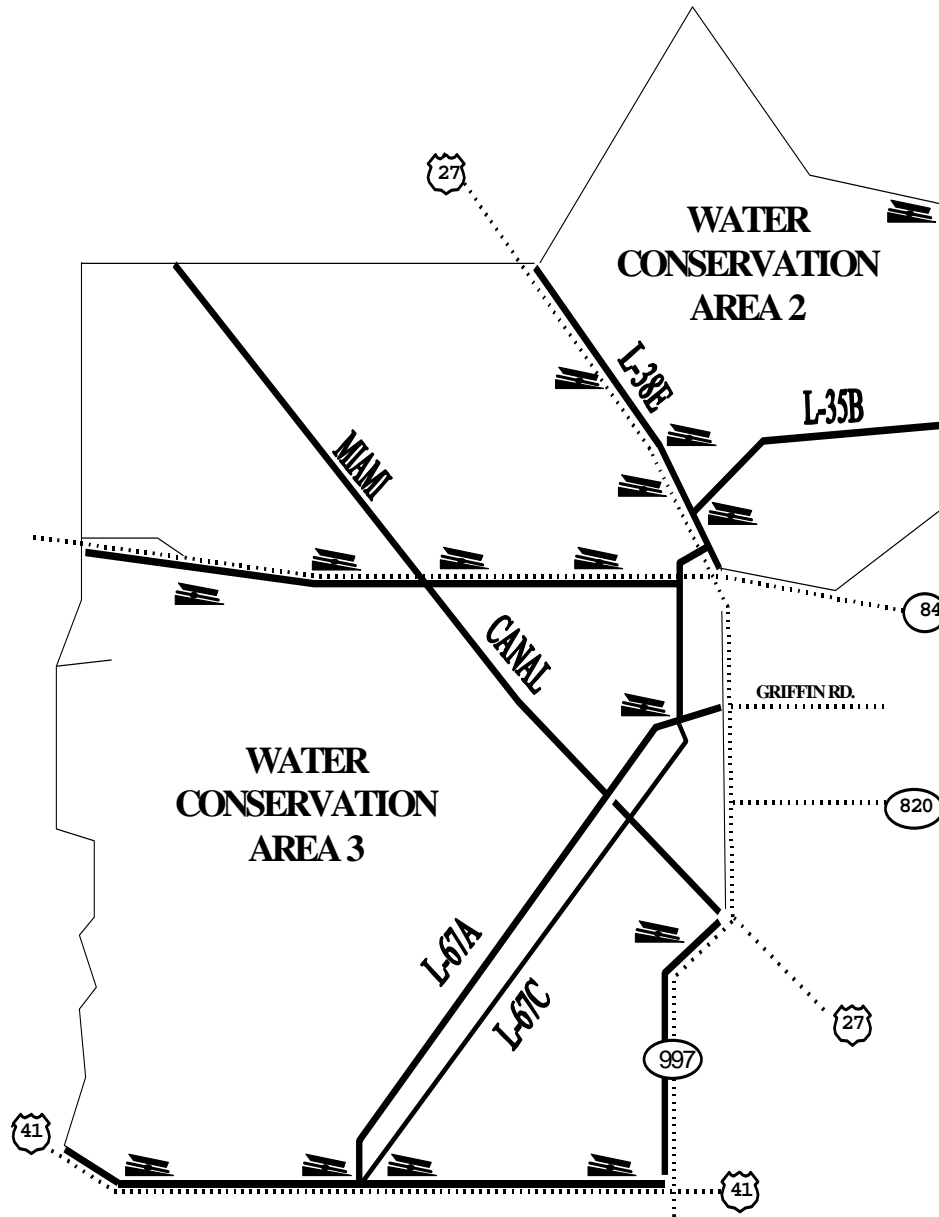 27
WATER
CONSERVATION
AREA 2
L-38E
L-35B
MIAMI
84
CANAL
GRIFFIN RD.
WATER
CONSERVATION
AREA 3
820
L-67A
L-67C
27
997
41
41